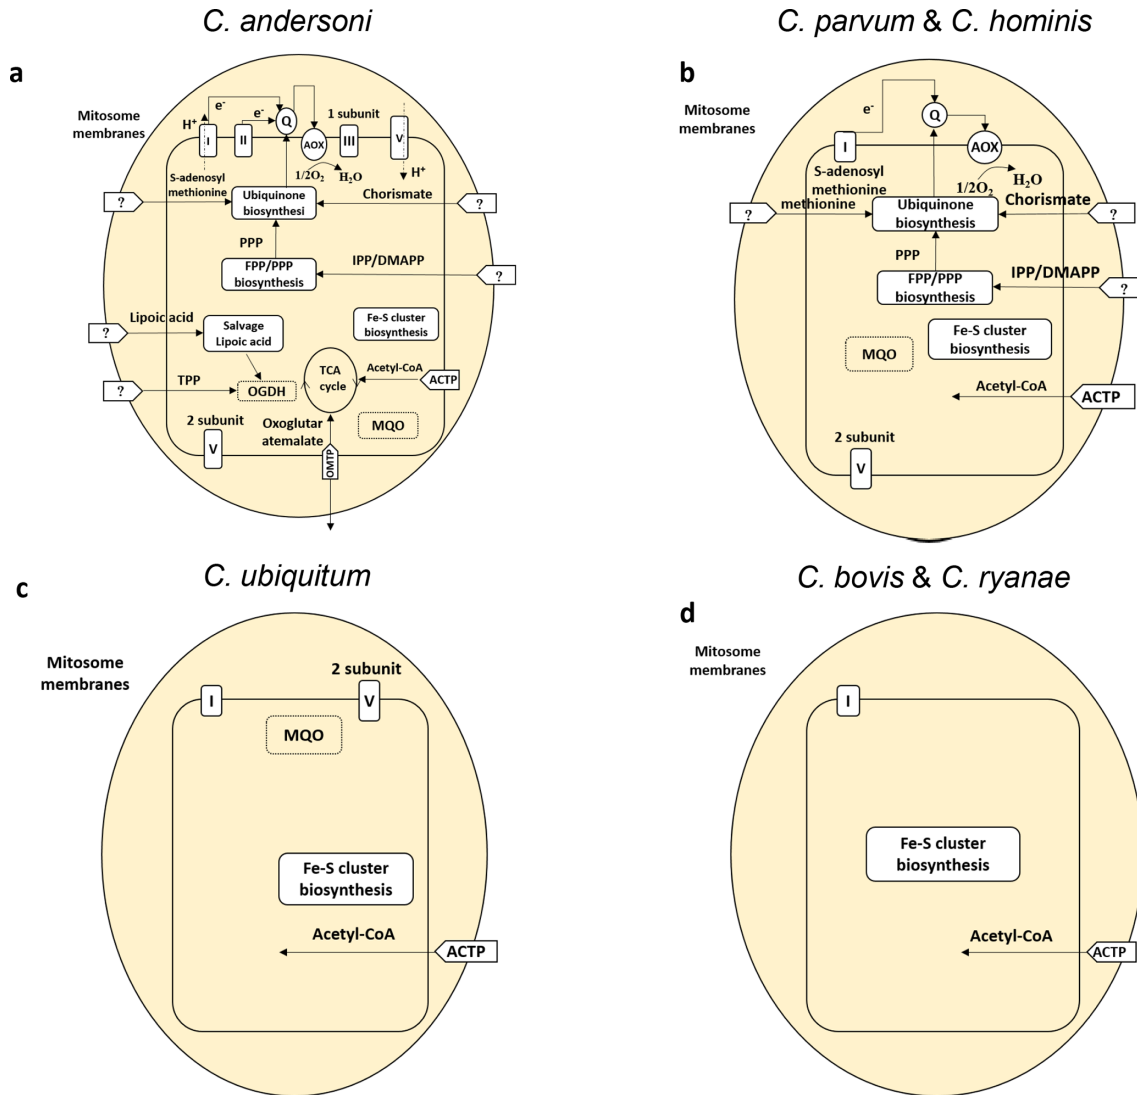 C. andersoni
a
Mitosome
membranes
e-
e-
H+
I
II
Q
AOX
1 subunit
III
V
H+
S-adenosyl
methionine
1/2O2
H2O
Ubiquinone
biosynthesi
Chorismate
?
?
PPP
FPP/PPP
biosynthesis
IPP/DMAPP
?
Lipoic acid
?
Salvage
Lipoic acid
Fe-S cluster
biosynthesis
TPP
?
OGDH
TCA
cycle
Acetyl-CoA
ACTP
2 subunit
V
Oxoglutar
atemalate
MQO
OMTP
C. parvum & C. hominis
b
Mitosome
membranes
e-
Q
I
AOX
S-adenosyl
methionine
methionine
1/2O2
H2O
?
Ubiquinone
biosynthesis
Chorismate
?
PPP
FPP/PPP
biosynthesis
IPP/DMAPP
?
MQO
Fe-S cluster
biosynthesis
Acetyl-CoA
ACTP
2 subunit
V
C. ubiquitum
c
Mitosome
membranes
2 subunit
I
V
MQO
Fe-S cluster
biosynthesis
Acetyl-CoA
ACTP
C. bovis & C. ryanae
d
Mitosome
membranes
I
Fe-S cluster
biosynthesis
Acetyl-CoA
ACTP